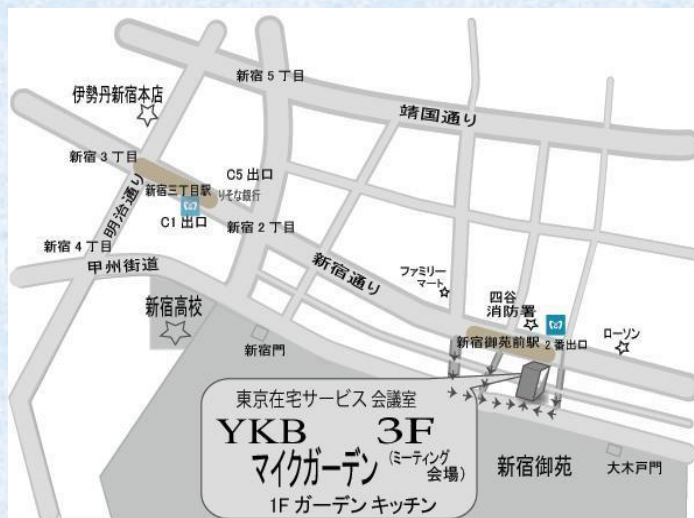 新宿5丁目
伊勢丹新宿本店
靖国通り
新宿3丁目
C5出口
新宿三丁目駅
りそな銀行
明治通り
C1出口
新宿2丁目
新宿4丁目
甲州街道
新宿通り
ファミリー
マート
新宿高校
四谷
消防署
新宿御苑前駅
2番出口
ローソン
新宿門
東京在宅サービス 会議室
YKB 3F
マイクガーデン
(ミーティング
会場)
1F ガーデン キッチン
新宿御苑
大木戸門